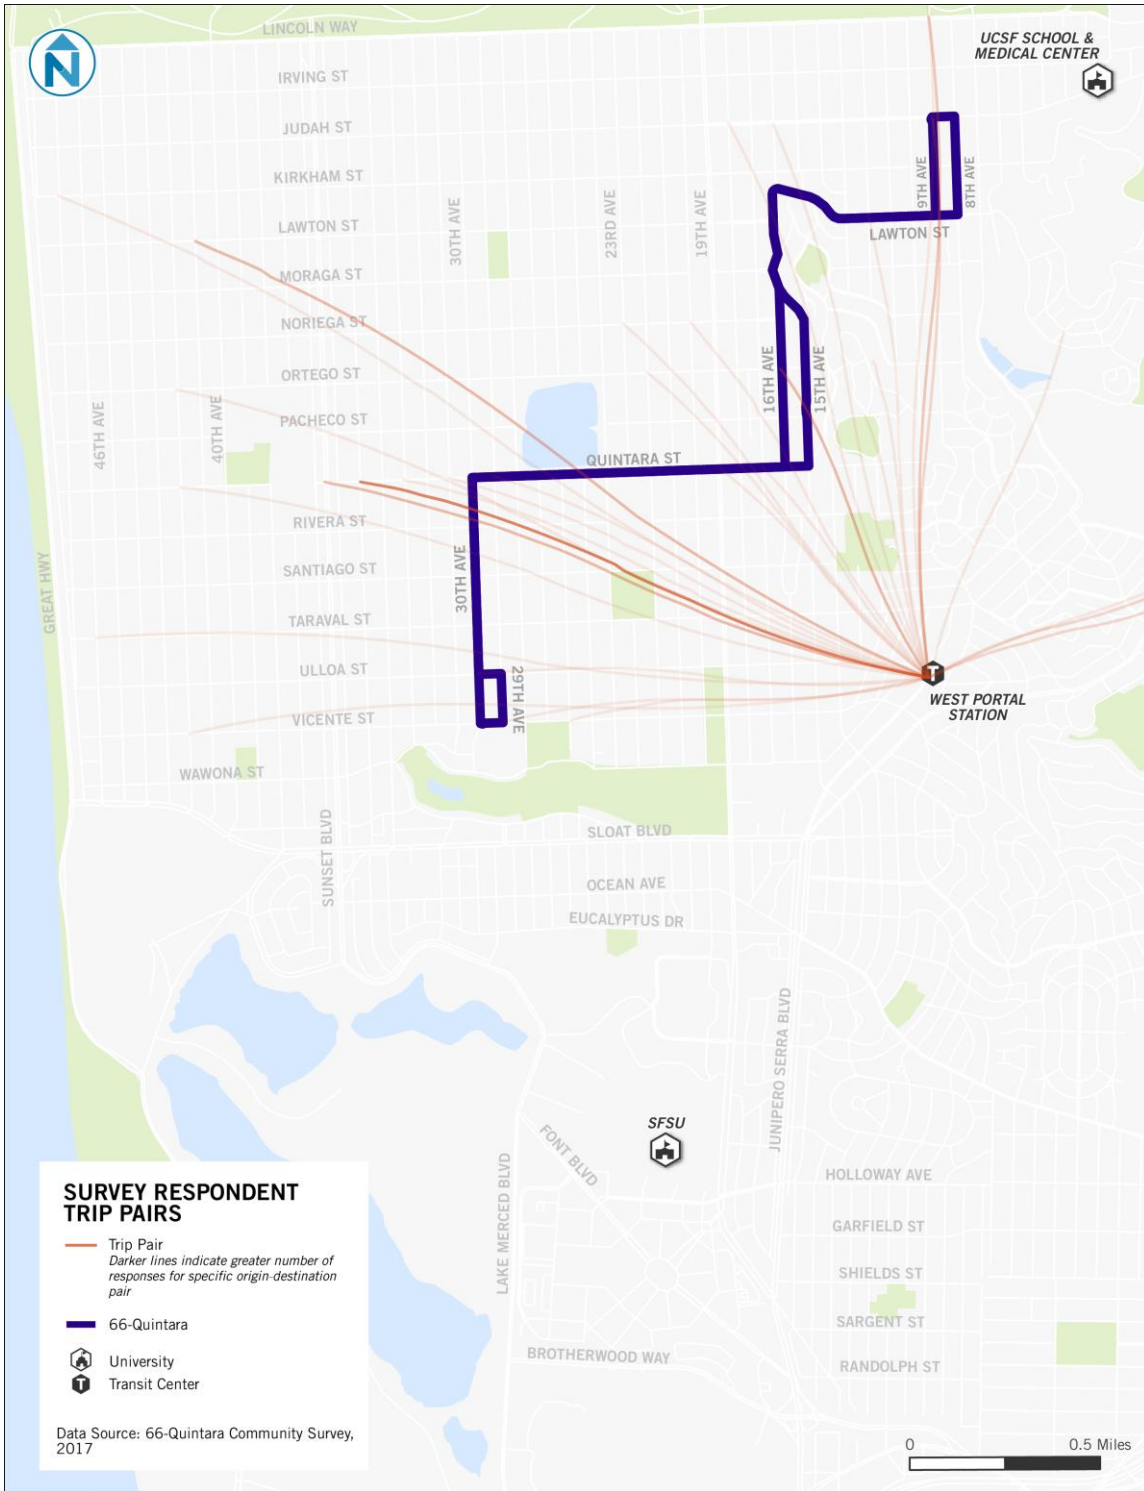 LINCOLN WAY
UCSF SCHOOL &
MEDICAL CENTER
N
IRVING ST
JUDAH ST
KIRKHAM ST
9TH AVE
8TH AVE
LAWTON ST
30TH AVE
23RD AVE
19TH AVE
LAWTON ST
MORAGA ST
NORIEGA ST
ORTEGO ST
16TH AVE
15TH AVE
46TH AVE
40TH AVE
PACHECO ST
QUINTARA ST
RIVERA ST
GREAT HWY
SANTIAGO ST
30TH AVE
TARAVAL ST
ULLOA ST
29TH AVE
T
WEST PORTAL
STATION
VICENTE ST
WAWONA ST
SUNSET BLVD
SLOAT BLVD
OCEAN AVE
EUCALYPTUS DR
JUNIPERO SERRA BLVD
SFSU
FONT BLVD
LAKE MERCED BLVD
HOLLOWAY AVE
GARFIELD ST
SHIELDS ST
SARGENT ST
RANDOLPH ST
BROTHERWOOD WAY
SURVEY RESPONDENT
TRIP PAIRS
Trip Pair
Darker lines indicate greater number of
responses for specific origin-destination
pair
66-Quintara
University
T
Transit Center
Data Source: 66-Quintara Community Survey,
2017
0 0.5 Miles